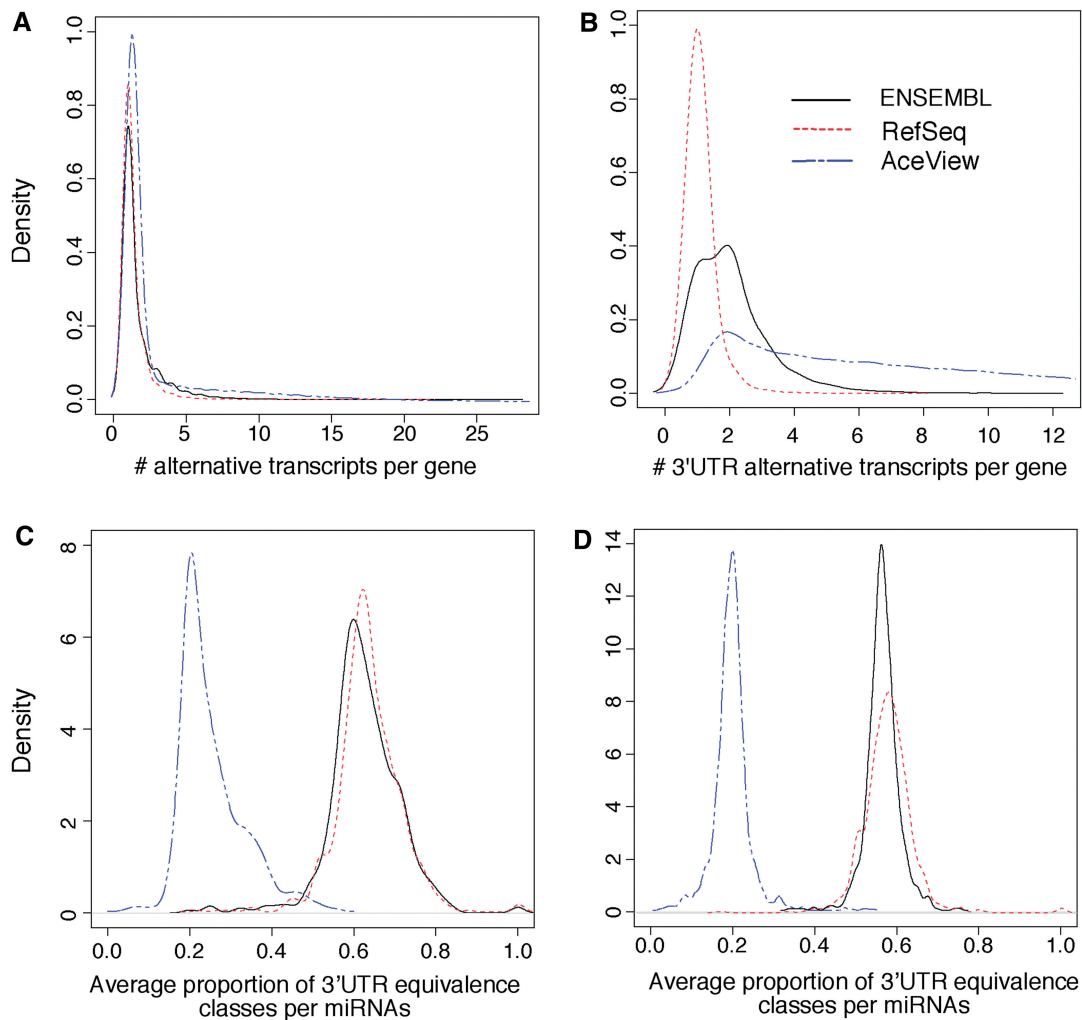 A
Density
1.0
0.8
0.6
0.4
0.2
0.0
0 5 10 15 20 25
# alternative transcripts per gene
B
1.0
0.8
0.6
0.4
0.2
0.0
ENSEMBL
RefSeq
AceView
0 2 4 6 8 10 12
# 3'UTR alternative transcripts per gene
C
Density
8
6
4
2
0
0.0 0.2 0.4 0.6 0.8 1.0
Average proportion of 3'UTR equivalence
classes per miRNAs
D
14
12
10
8
6
4
2
0
0.0 0.2 0.4 0.6 0.8 1.0
Average proportion of 3'UTR equivalence
classes per miRNAs